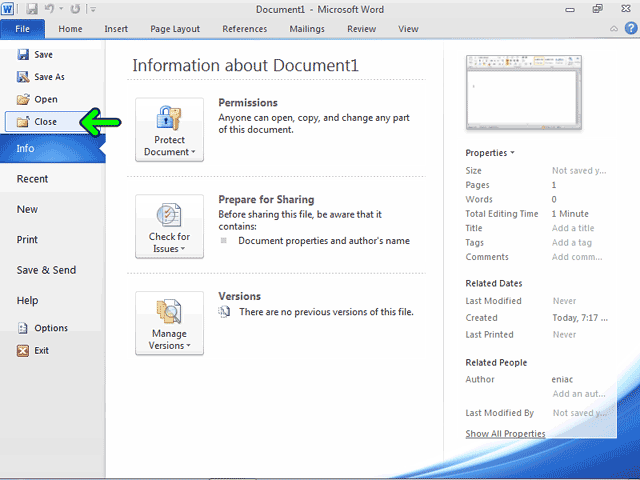 Document1 - Microsoft Word
File Home Insert Page Layout References Mailings Review View
Save
Save As
Open
Close
Info
Recent
New
Print
Save & Send
Help
Options
Exit
Information about Document1
Protect
Document
Permissions
Anyone can open, copy, and change any part
of this document.
Check for
Issues
Prepare for Sharing
Before sharing this file, be aware that it
contains:
Document properties and author's name
Manage
Versions
Versions
There are no previous versions of this file.
Properties
Size Not saved y...
Pages 1
Words 0
Total Editing Time 1 Minute
Title Add a title
Tags Add a tag
Comments Add comm...
Related Dates
Last Modified Never
Created Today, 7:17 ...
Last Printed Never
Related People
Author eniac
Add an aut...
Last Modified By Not saved y...
Show All Properties